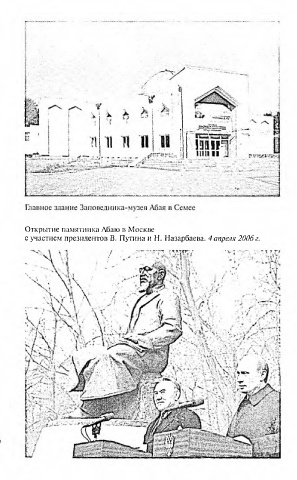 Главное здание Заповедника-музея Абая в Семее
Открытие памятника Абаю в Москве
с участием президентов В. Путина и Н. Назарбаева. 4 апреля 2006 г.